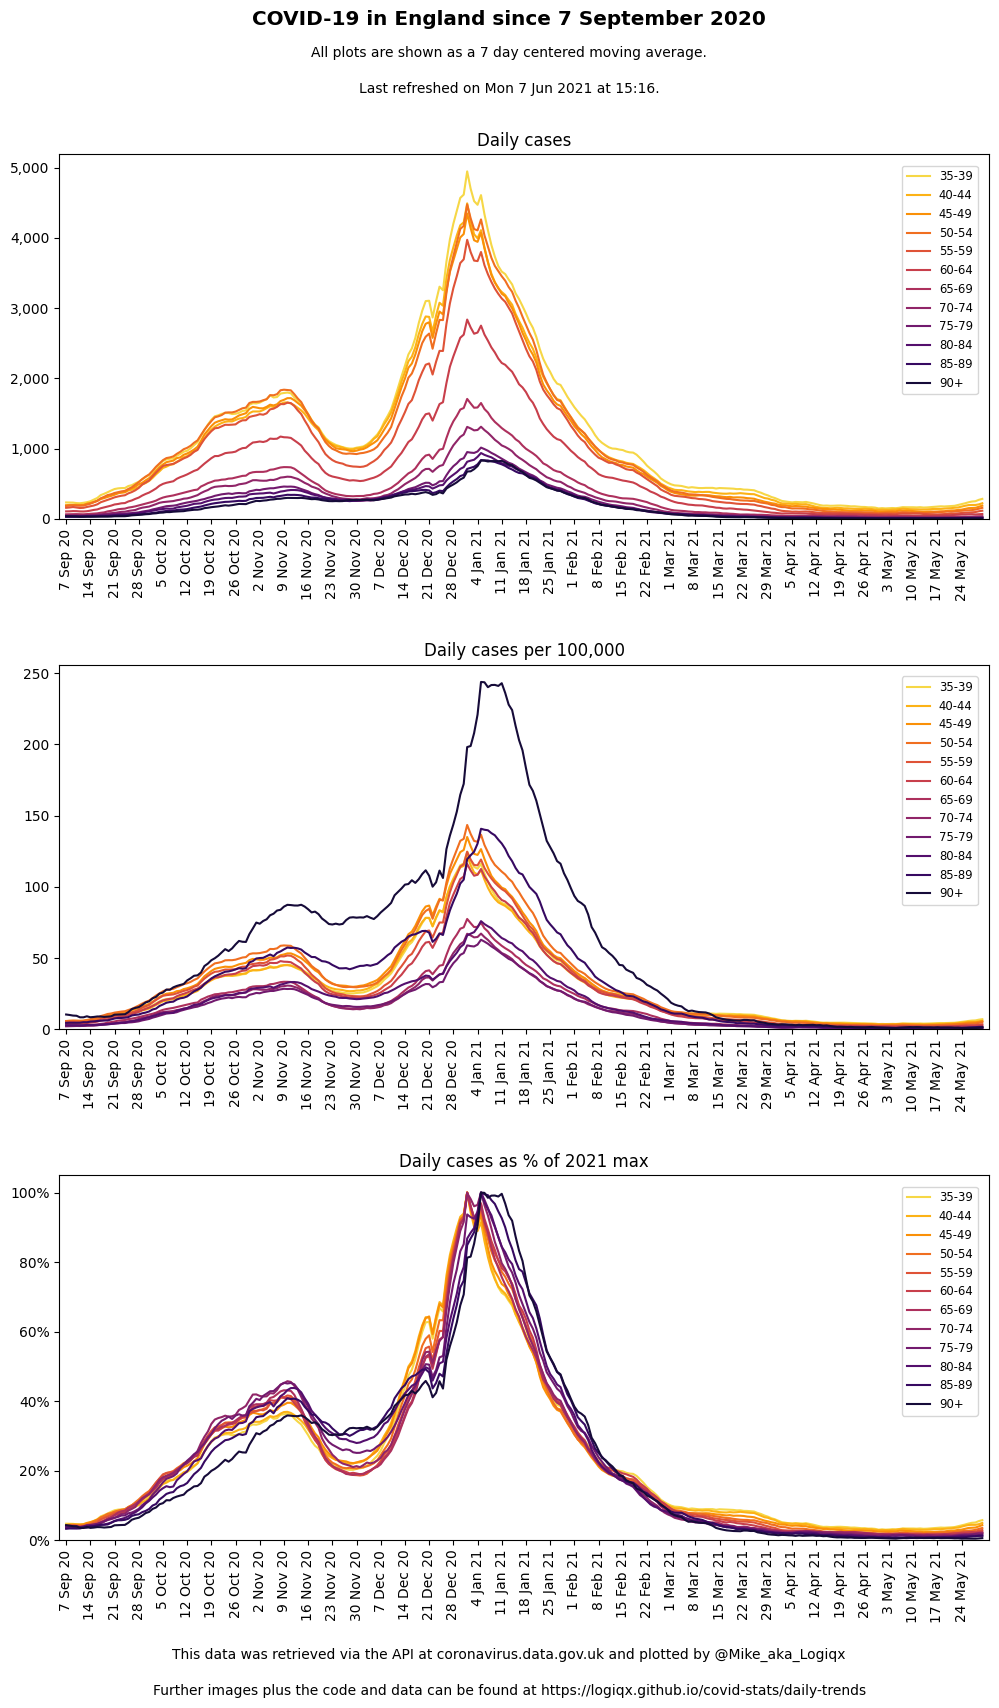 COVID-19 in England since 7 September 2020
All plots are shown as a 7 day centered moving average.
Last refreshed on Mon 7 Jun 2021 at 15:16.
Daily cases
5,000
4,000
3,000
2,000
1,000
0
35-39
40-44
45-49
50-54
55-59
60-64
65-69
70-74
75-79
80-84
85-89
90+
7 Sep 20
14 Sep 20
21 Sep 20
28 Sep 20
5 Oct 20
12 Oct 20
19 Oct 20
26 Oct 20
2 Nov 20
9 Nov 20
16 Nov 20
23 Nov 20
30 Nov 20
7 Dec 20
14 Dec 20
21 Dec 20
28 Dec 20
4 Jan 21
11 Jan 21
18 Jan 21
25 Jan 21
1 Feb 21
8 Feb 21
15 Feb 21
22 Feb 21
1 Mar 21
8 Mar 21
15 Mar 21
22 Mar 21
29 Mar 21
5 Apr 21
12 Apr 21
19 Apr 21
26 Apr 21
3 May 21
10 May 21
17 May 21
24 May 21
Daily cases per 100,000
250
200
150
100
50
0
35-39
40-44
45-49
50-54
55-59
60-64
65-69
70-74
75-79
80-84
85-89
90+
7 Sep 20
14 Sep 20
21 Sep 20
28 Sep 20
5 Oct 20
12 Oct 20
19 Oct 20
26 Oct 20
2 Nov 20
9 Nov 20
16 Nov 20
23 Nov 20
30 Nov 20
7 Dec 20
14 Dec 20
21 Dec 20
28 Dec 20
4 Jan 21
11 Jan 21
18 Jan 21
25 Jan 21
1 Feb 21
8 Feb 21
15 Feb 21
22 Feb 21
1 Mar 21
8 Mar 21
15 Mar 21
22 Mar 21
29 Mar 21
5 Apr 21
12 Apr 21
19 Apr 21
26 Apr 21
3 May 21
10 May 21
17 May 21
24 May 21
Daily cases as % of 2021 max
100%
80%
60%
40%
20%
0%
35-39
40-44
45-49
50-54
55-59
60-64
65-69
70-74
75-79
80-84
85-89
90+
7 Sep 20
14 Sep 20
21 Sep 20
28 Sep 20
5 Oct 20
12 Oct 20
19 Oct 20
26 Oct 20
2 Nov 20
9 Nov 20
16 Nov 20
23 Nov 20
30 Nov 20
7 Dec 20
14 Dec 20
21 Dec 20
28 Dec 20
4 Jan 21
11 Jan 21
18 Jan 21
25 Jan 21
1 Feb 21
8 Feb 21
15 Feb 21
22 Feb 21
1 Mar 21
8 Mar 21
15 Mar 21
22 Mar 21
29 Mar 21
5 Apr 21
12 Apr 21
19 Apr 21
26 Apr 21
3 May 21
10 May 21
17 May 21
24 May 21
This data was retrieved via the API at coronavirus.data.gov.uk and plotted by @Mike_aka_Logiqx
Further images plus the code and data can be found at https://logiqx.github.io/covid-stats/daily-trends